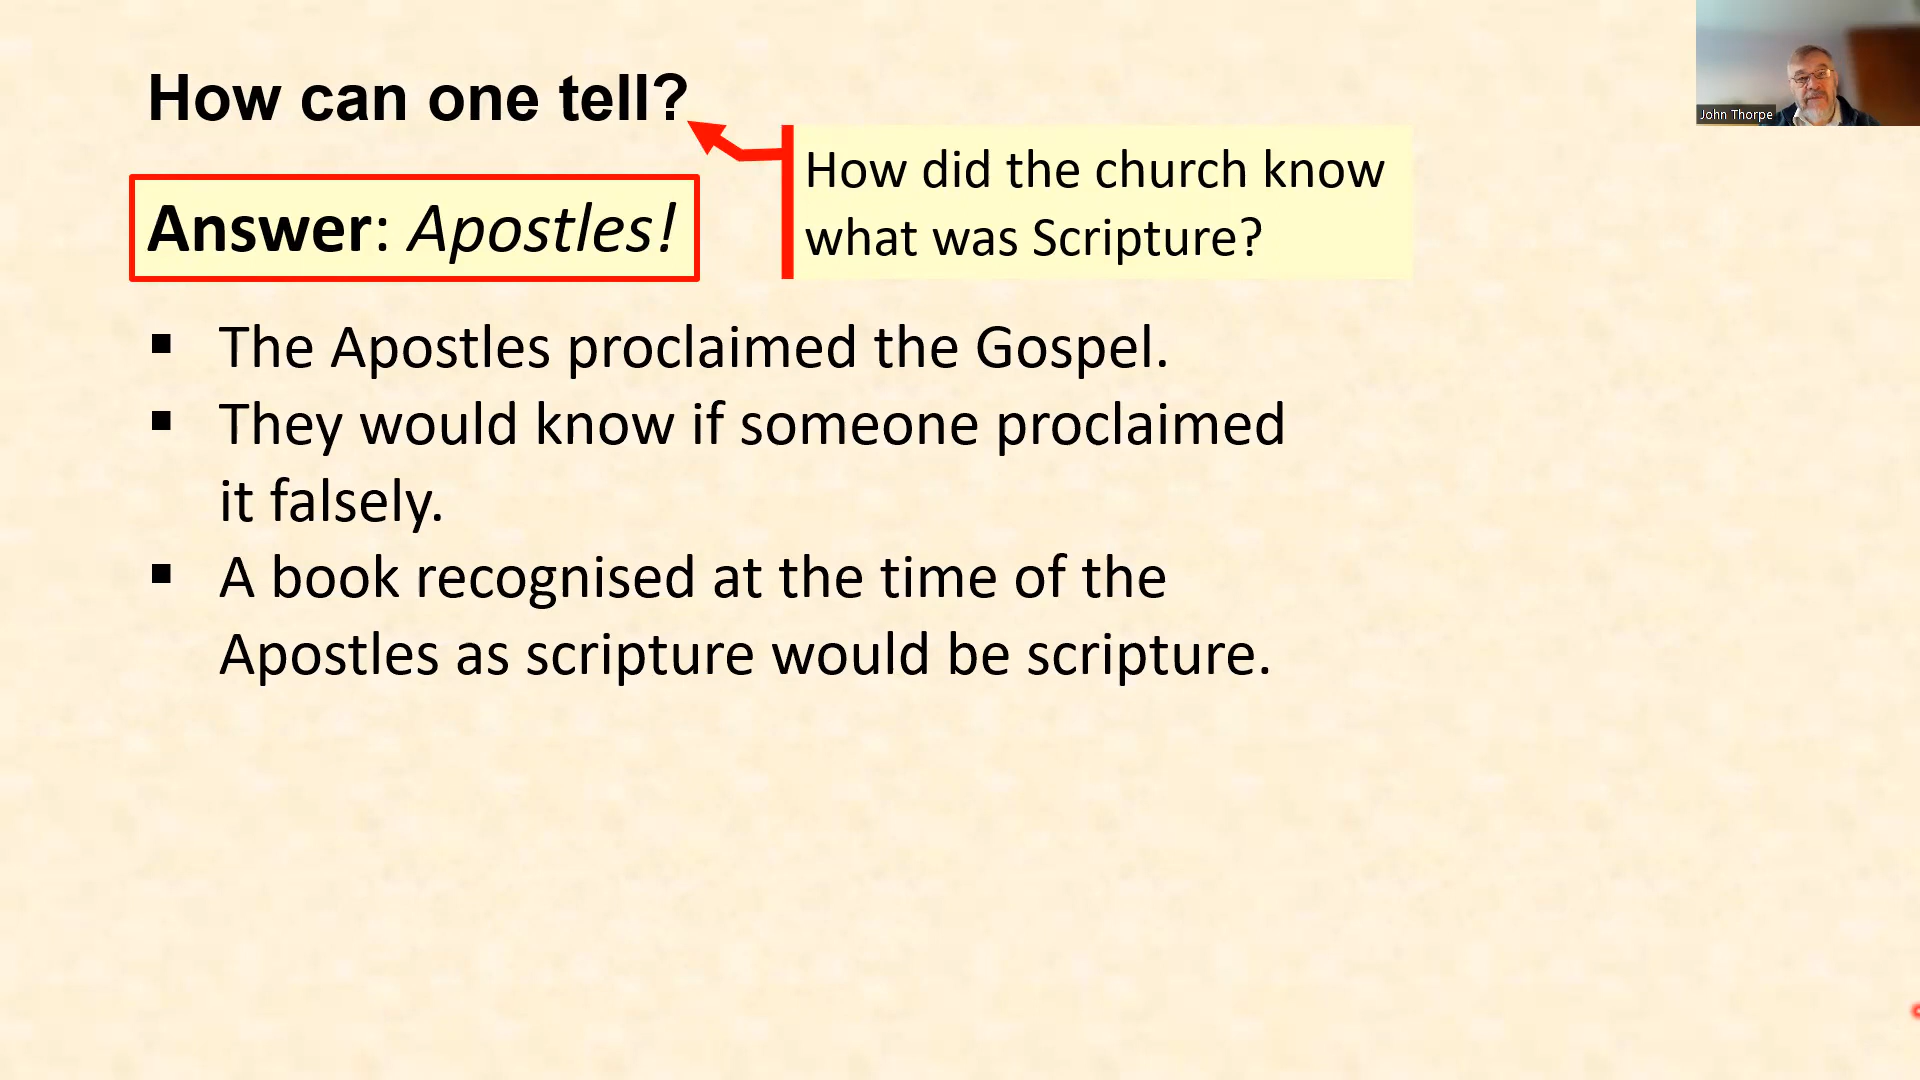 How can one tell?
John Thorpe
How did the church know
what was Scripture?
Answer: Apostles!
▪ The Apostles proclaimed the Gospel.
▪ They would know if someone proclaimed
it falsely.
▪ A book recognised at the time of the
Apostles as scripture would be scripture.